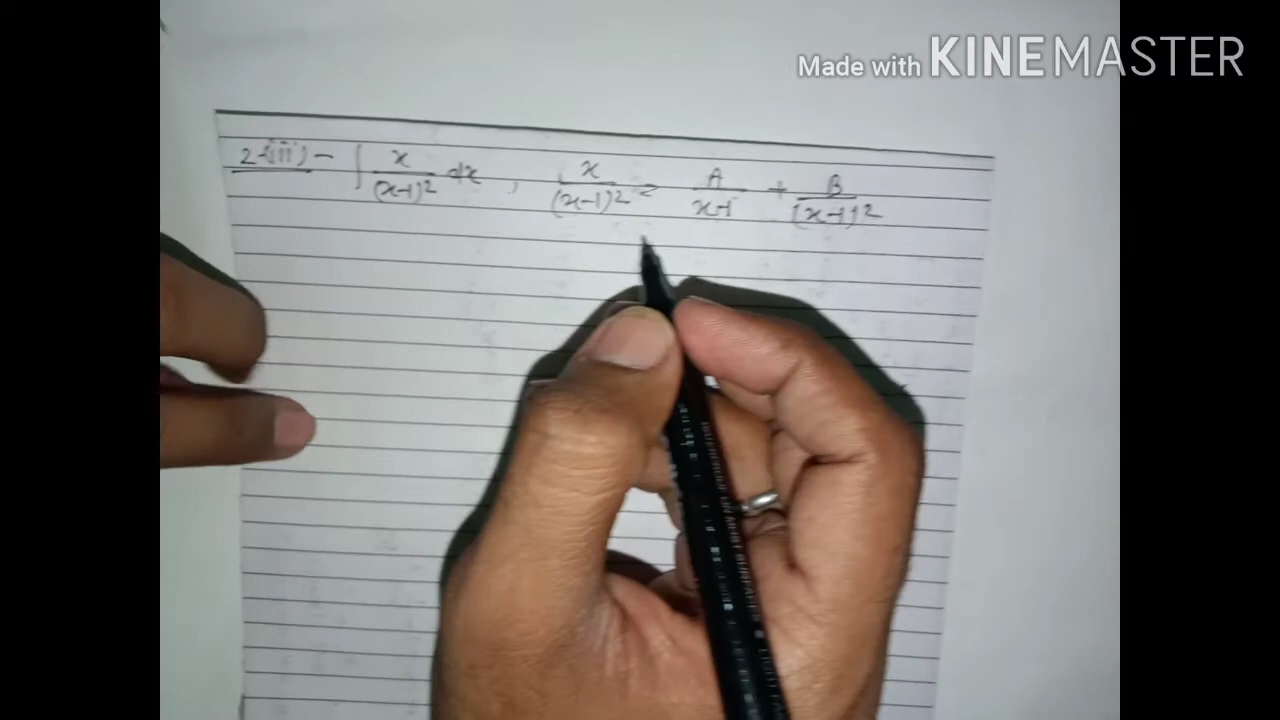 Made with KINEMASTER
2-(iii) - ∫ x/(x-1)² dx , x/(x-1)² = A/x-1 + B/(x-1)²